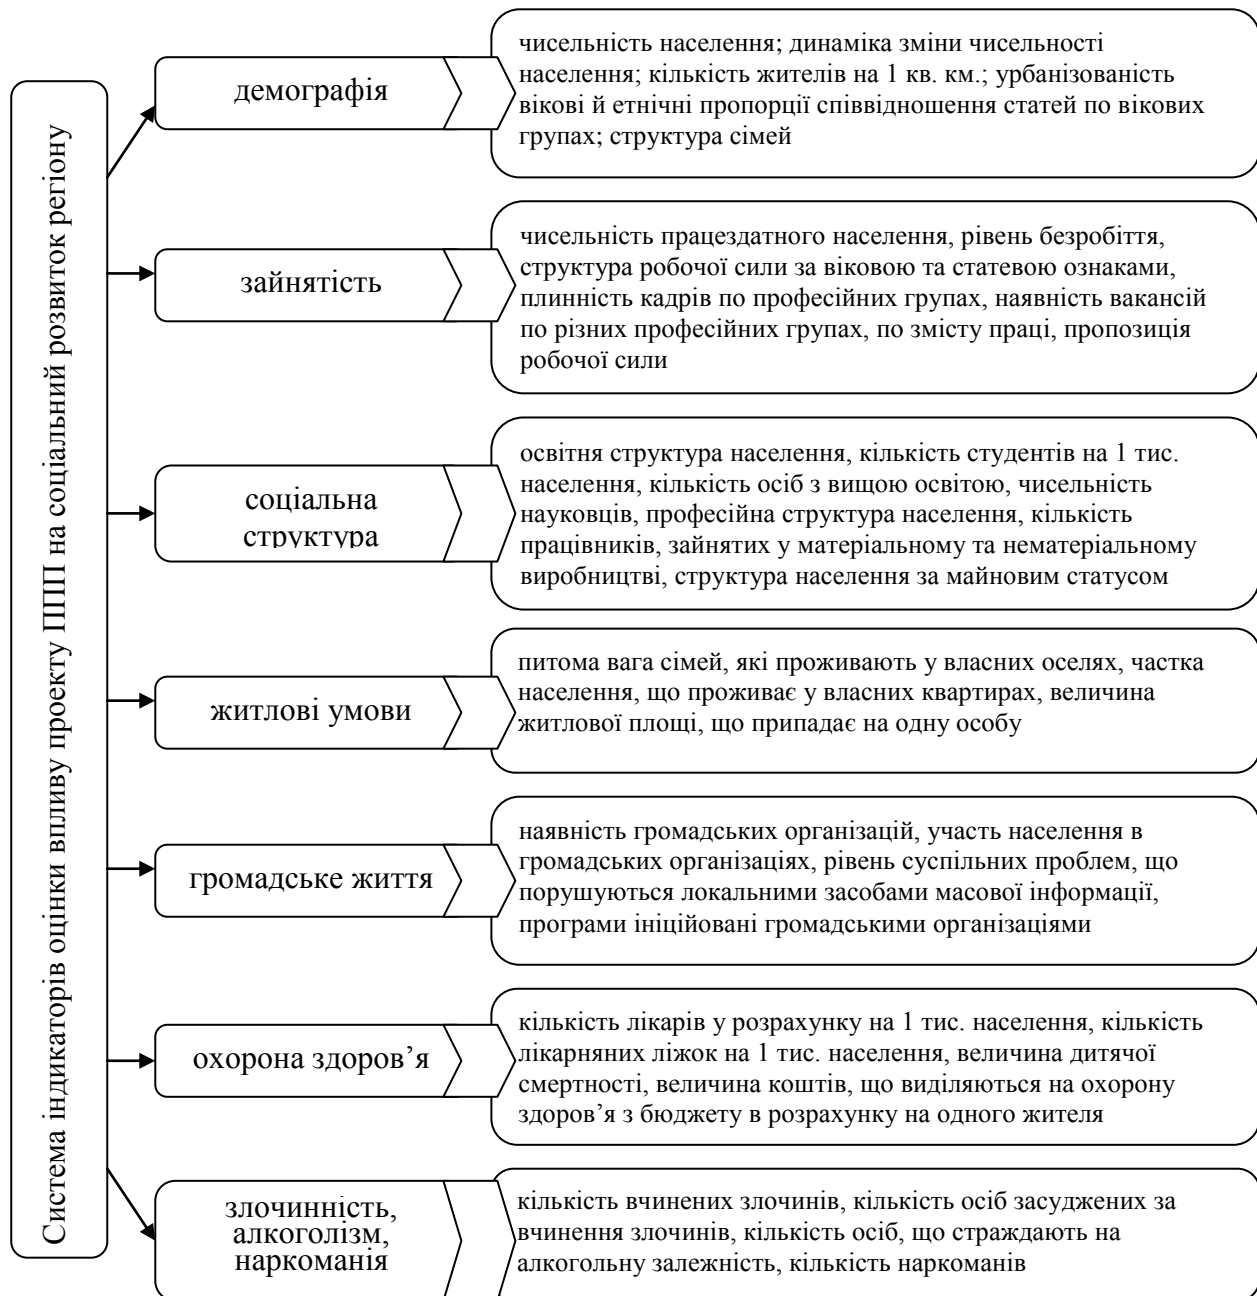 Система індикаторів оцінки впливу проекту ППП на соціальний розвиток регіону
демографія
чисельність населення; динаміка зміни чисельності
населення; кількість жителів на 1 кв. км.; урбанізованість
вікові й етнічні пропорції співвідношення статей по вікових
групах; структура сімей
зайнятість
чисельність працездатного населення, рівень безробіття,
структура робочої сили за віковою та статевою ознаками,
плинність кадрів по професійних групах, наявність вакансій
по різних професійних групах, по змісту праці, пропозиція
робочої сили
соціальна
структура
освітня структура населення, кількість студентів на 1 тис.
населення, кількість осіб з вищою освітою, чисельність
науковців, професійна структура населення, кількість
працівників, зайнятих у матеріальному та нематеріальному
виробництві, структура населення за майновим статусом
житлові умови
питома вага сімей, які проживають у власних оселях, частка
населення, що проживає у власних квартирах, величина
житлової площі, що припадає на одну особу
громадське життя
наявність громадських організацій, участь населення в
громадських організаціях, рівень суспільних проблем, що
порушуються локальними засобами масової інформації,
програми ініційовані громадськими організаціями
охорона здоров’я
кількість лікарів у розрахунку на 1 тис. населення, кількість
лікарняних ліжок на 1 тис. населення, величина дитячої
смертності, величина коштів, що виділяються на охорону
здоров’я з бюджету в розрахунку на одного жителя
злочинність,
алкоголізм,
наркоманія
кількість вчинених злочинів, кількість осіб засуджених за
вчинення злочинів, кількість осіб, що страждають на
алкогольну залежність, кількість наркоманів